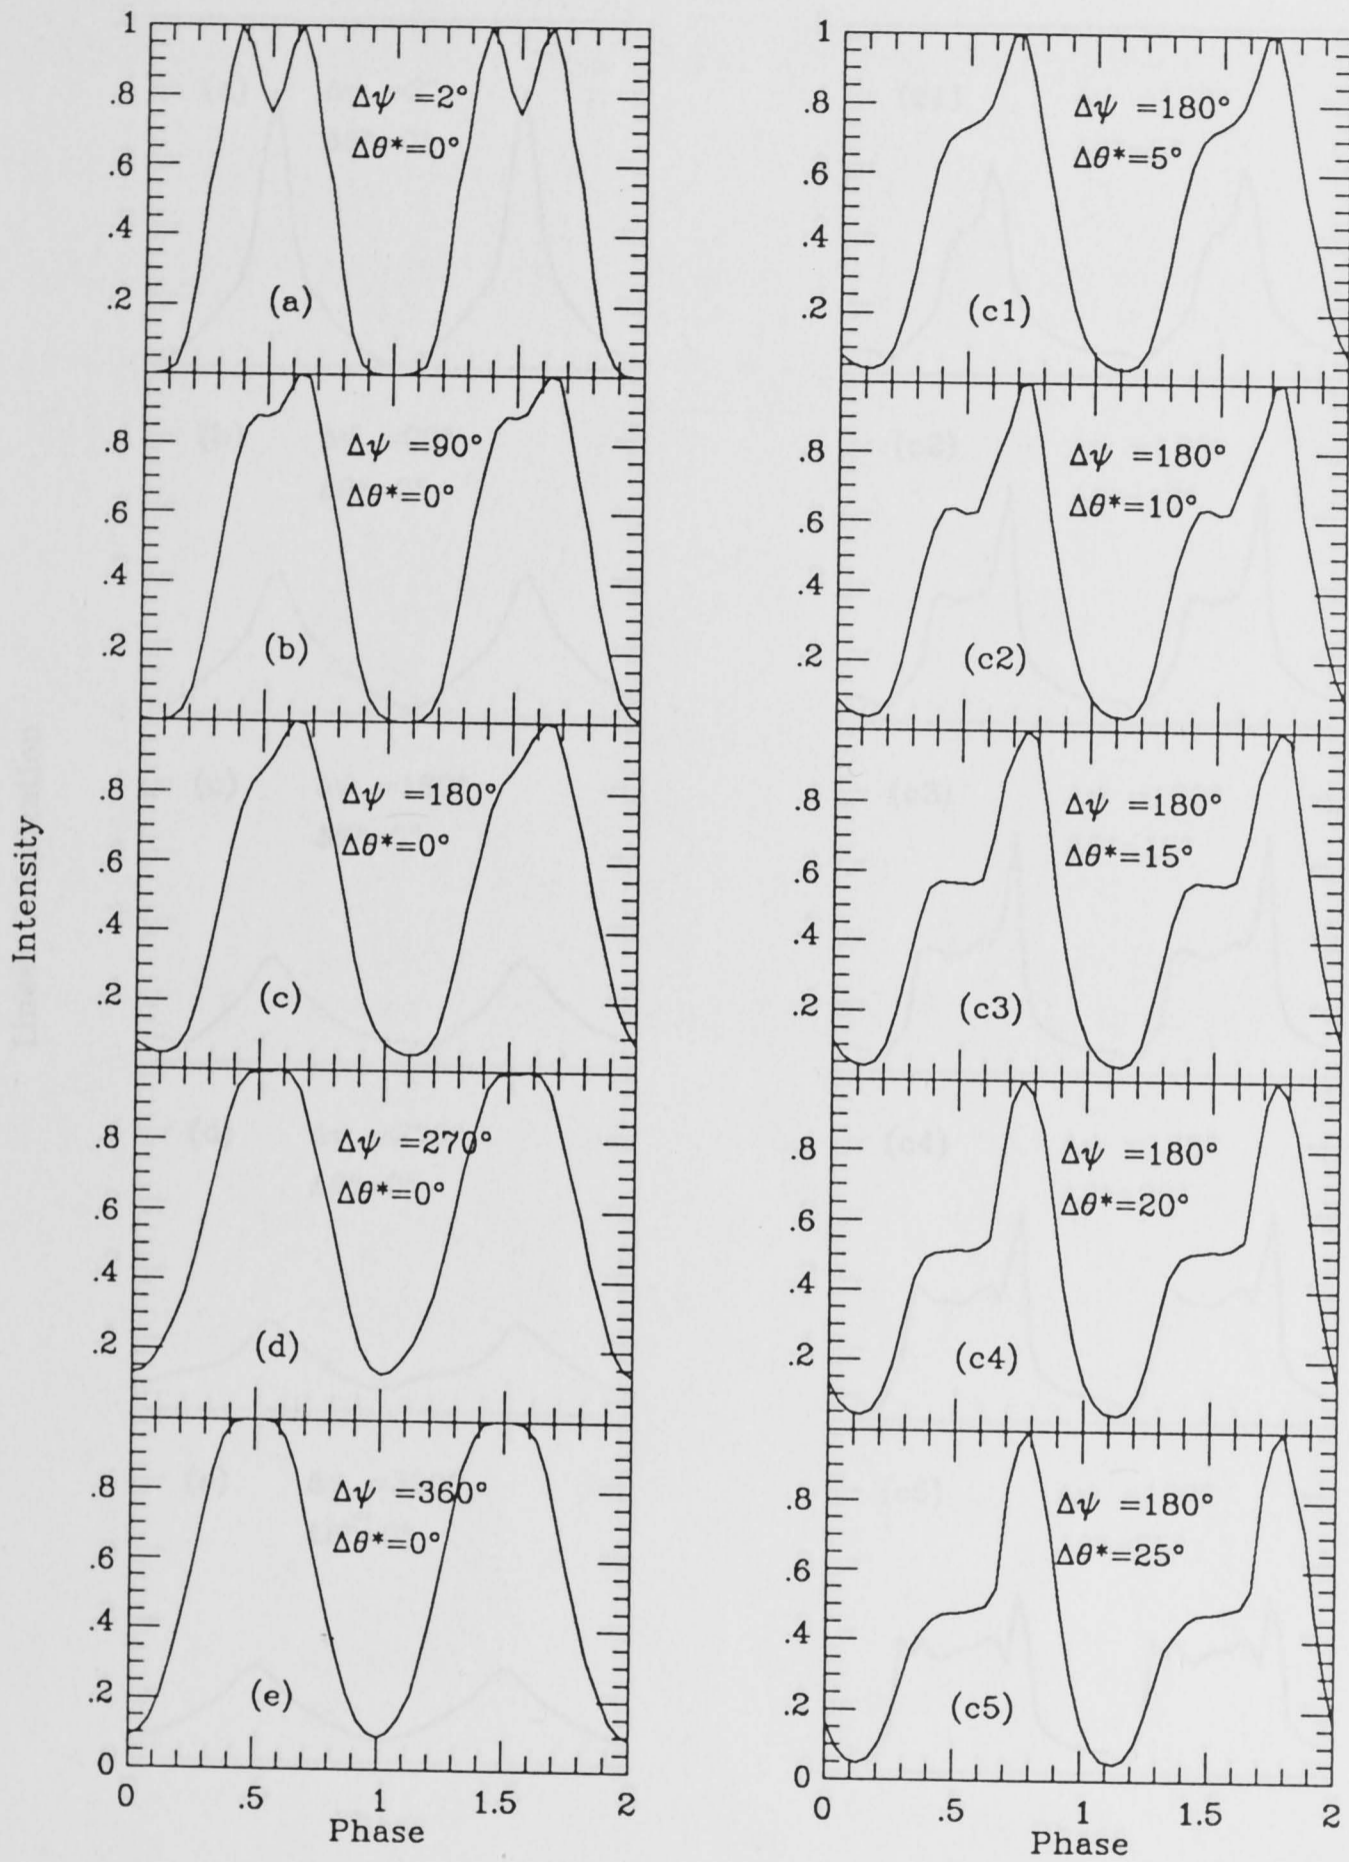 Intensity
1
.8
.6
.4
.2
Δψ =2°
Δθ*=0°
(a)
.8
.6
.4
.2
Δψ =90°
Δθ*=0°
(b)
.8
.6
.4
.2
Δψ =180°
Δθ*=0°
(c)
.8
.6
.4
.2
Δψ =270°
Δθ*=0°
(d)
.8
.6
.4
.2
0
Δψ =360°
Δθ*=0°
(e)
0 .5 1 1.5 2
Phase
1
.8
.6
.4
.2
Δψ =180°
Δθ*=5°
(c1)
.8
.6
.4
.2
Δψ =180°
Δθ*=10°
(c2)
.8
.6
.4
.2
Δψ =180°
Δθ*=15°
(c3)
.8
.6
.4
.2
Δψ =180°
Δθ*=20°
(c4)
.8
.6
.4
.2
0
Δψ =180°
Δθ*=25°
(c5)
0 .5 1 1.5 2
Phase